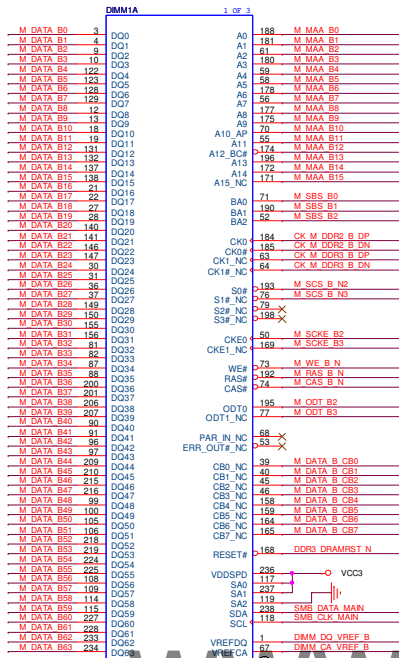 DIMM1A
1 OF 3
M_DATA_B0 3 DQ0
M_DATA_B1 4 DQ1
M_DATA_B2 9 DQ2
M_DATA_B3 10 DQ3
M_DATA_B4 122 DQ4
M_DATA_B5 123 DQ5
M_DATA_B6 128 DQ6
M_DATA_B7 129 DQ7
M_DATA_B8 12 DQ8
M_DATA_B9 13 DQ9
M_DATA_B10 18 DQ10
M_DATA_B11 19 DQ11
M_DATA_B12 131 DQ12
M_DATA_B13 132 DQ13
M_DATA_B14 137 DQ14
M_DATA_B15 138 DQ15
M_DATA_B16 21 DQ16
M_DATA_B17 22 DQ17
M_DATA_B18 27 DQ18
M_DATA_B19 28 DQ19
M_DATA_B20 140 DQ20
M_DATA_B21 141 DQ21
M_DATA_B22 146 DQ22
M_DATA_B23 147 DQ23
M_DATA_B24 30 DQ24
M_DATA_B25 31 DQ25
M_DATA_B26 36 DQ26
M_DATA_B27 37 DQ27
M_DATA_B28 149 DQ28
M_DATA_B29 150 DQ29
M_DATA_B30 155 DQ30
M_DATA_B31 156 DQ31
M_DATA_B32 81 DQ32
M_DATA_B33 82 DQ33
M_DATA_B34 87 DQ34
M_DATA_B35 88 DQ35
M_DATA_B36 200 DQ36
M_DATA_B37 201 DQ37
M_DATA_B38 206 DQ38
M_DATA_B39 207 DQ39
M_DATA_B40 90 DQ40
M_DATA_B41 91 DQ41
M_DATA_B42 96 DQ42
M_DATA_B43 97 DQ43
M_DATA_B44 209 DQ44
M_DATA_B45 210 DQ45
M_DATA_B46 215 DQ46
M_DATA_B47 216 DQ47
M_DATA_B48 99 DQ48
M_DATA_B49 100 DQ49
M_DATA_B50 105 DQ50
M_DATA_B51 106 DQ51
M_DATA_B52 218 DQ52
M_DATA_B53 219 DQ53
M_DATA_B54 224 DQ54
M_DATA_B55 225 DQ55
M_DATA_B56 108 DQ56
M_DATA_B57 109 DQ57
M_DATA_B58 114 DQ58
M_DATA_B59 115 DQ59
M_DATA_B60 227 DQ60
M_DATA_B61 228 DQ61
M_DATA_B62 233 DQ62
M_DATA_B63 234 DQ63
A0 188 M_MAA_B0
A1 181 M_MAA_B1
A2 61 M_MAA_B2
A3 180 M_MAA_B3
A4 59 M_MAA_B4
A5 58 M_MAA_B5
A6 178 M_MAA_B6
A7 56 M_MAA_B7
A8 177 M_MAA_B8
A9 175 M_MAA_B9
A10_AP 70 M_MAA_B10
A11 55 M_MAA_B11
A12_BC# 174 M_MAA_B12
A13 196 M_MAA_B13
A14 172 M_MAA_B14
A15_NC 171 M_MAA_B15
BA0 71 M_SBS_B0
BA1 190 M_SBS_B1
BA2 52 M_SBS_B2
CK0 184 CK_M_DDR2_B_DP
CK0# 185 CK_M_DDR2_B_DN
CK1_NC 63 CK_M_DDR3_B_DP
CK1#_NC 64 CK_M_DDR3_B_DN
S0# 193 M_SCS_B_N2
S1#_NC 76 M_SCS_B_N3
S2#_NC 79
S3#_NC 198
CKE0 50 M_SCKE_B2
CKE1_NC 169 M_SCKE_B3
WE# 73 M_WE_B_N
RAS# 192 M_RAS_B_N
CAS# 74 M_CAS_B_N
ODT0 195 M_ODT_B2
ODT1_NC 77 M_ODT_B3
PAR_IN_NC 68
ERR_OUT#_NC 53
CB0_NC 39 M_DATA_B_CB0
CB1_NC 40 M_DATA_B_CB1
CB2_NC 45 M_DATA_B_CB2
CB3_NC 46 M_DATA_B_CB3
CB4_NC 158 M_DATA_B_CB4
CB5_NC 159 M_DATA_B_CB5
CB6_NC 164 M_DATA_B_CB6
CB7_NC 165 M_DATA_B_CB7
RESET# 168 DDR3_DRAMRST_N
VDDSPD 236 VCC3
SA0 117
SA1 237
SA2 119
SDA 238 SMB_DATA_MAIN
SCL 118 SMB_CLK_MAIN
VREFDQ 1 DIMM_DQ_VREF_B
VREFCA 67 DIMM_CA_VREF_B